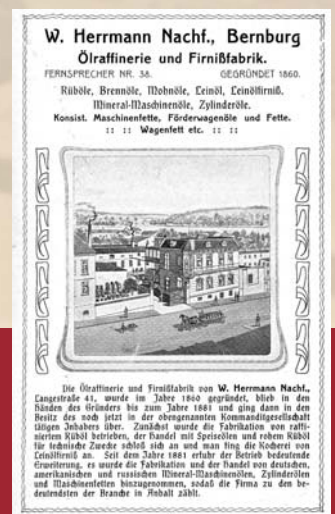 W. Herrmann Nachf., Bernburg
Ölraffinerie und Firnißfabrik.
FERNSPRECHER NR. 38. GEGRÜNDET 1860.
Rüböle, Brennöle, Mohnöle, Leinöl, Leinölfirniß.
Mineral-Maschinenöle, Zylinderöle.
Konsist. Maschinenfette, Förderwagenöle und Fette.
:: :: Wagenfett etc. :: ::
Die Ölraffinerie und Firnißfabrik von W. Herrmann Nachf.,
Langestraße 41, wurde im Jahre 1860 gegründet, blieb in den
Händen des Gründers bis zum Jahre 1881 und ging dann in den
Besitz des noch jetzt in der obengenannten Kommanditgesellschaft
tätigen Inhabers über. Zunächst wurde die Fabrikation von raffi-
niertem Rüböl betrieben, der Handel mit Speiseölen und rohem Rüböl
für technische Zwecke schloß sich an und man fing die Kocherei von
Leinölfirniß an. Seit dem Jahre 1881 erfuhr der Betrieb bedeutende
Erweiterung, es wurde die Fabrikation und der Handel von deutschen,
amerikanischen und russischen Mineral-Maschinenölen, Zylinderölen
und Maschinenfetten hinzugenommen, sodaß die Firma zu den be-
deutendsten der Branche in Anhalt zählt.